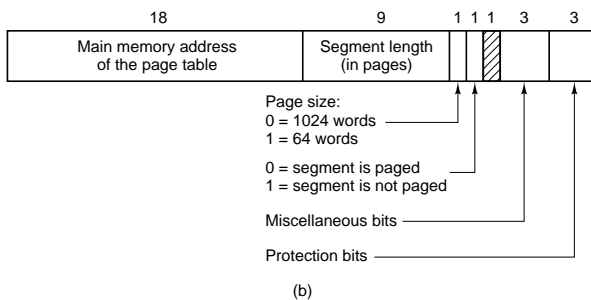 18 9 1 1 1 3 3
Main memory address
of the page table
Segment length
(in pages)
Page size:
0 = 1024 words
1 = 64 words
0 = segment is paged
1 = segment is not paged
Miscellaneous bits
Protection bits
(b)